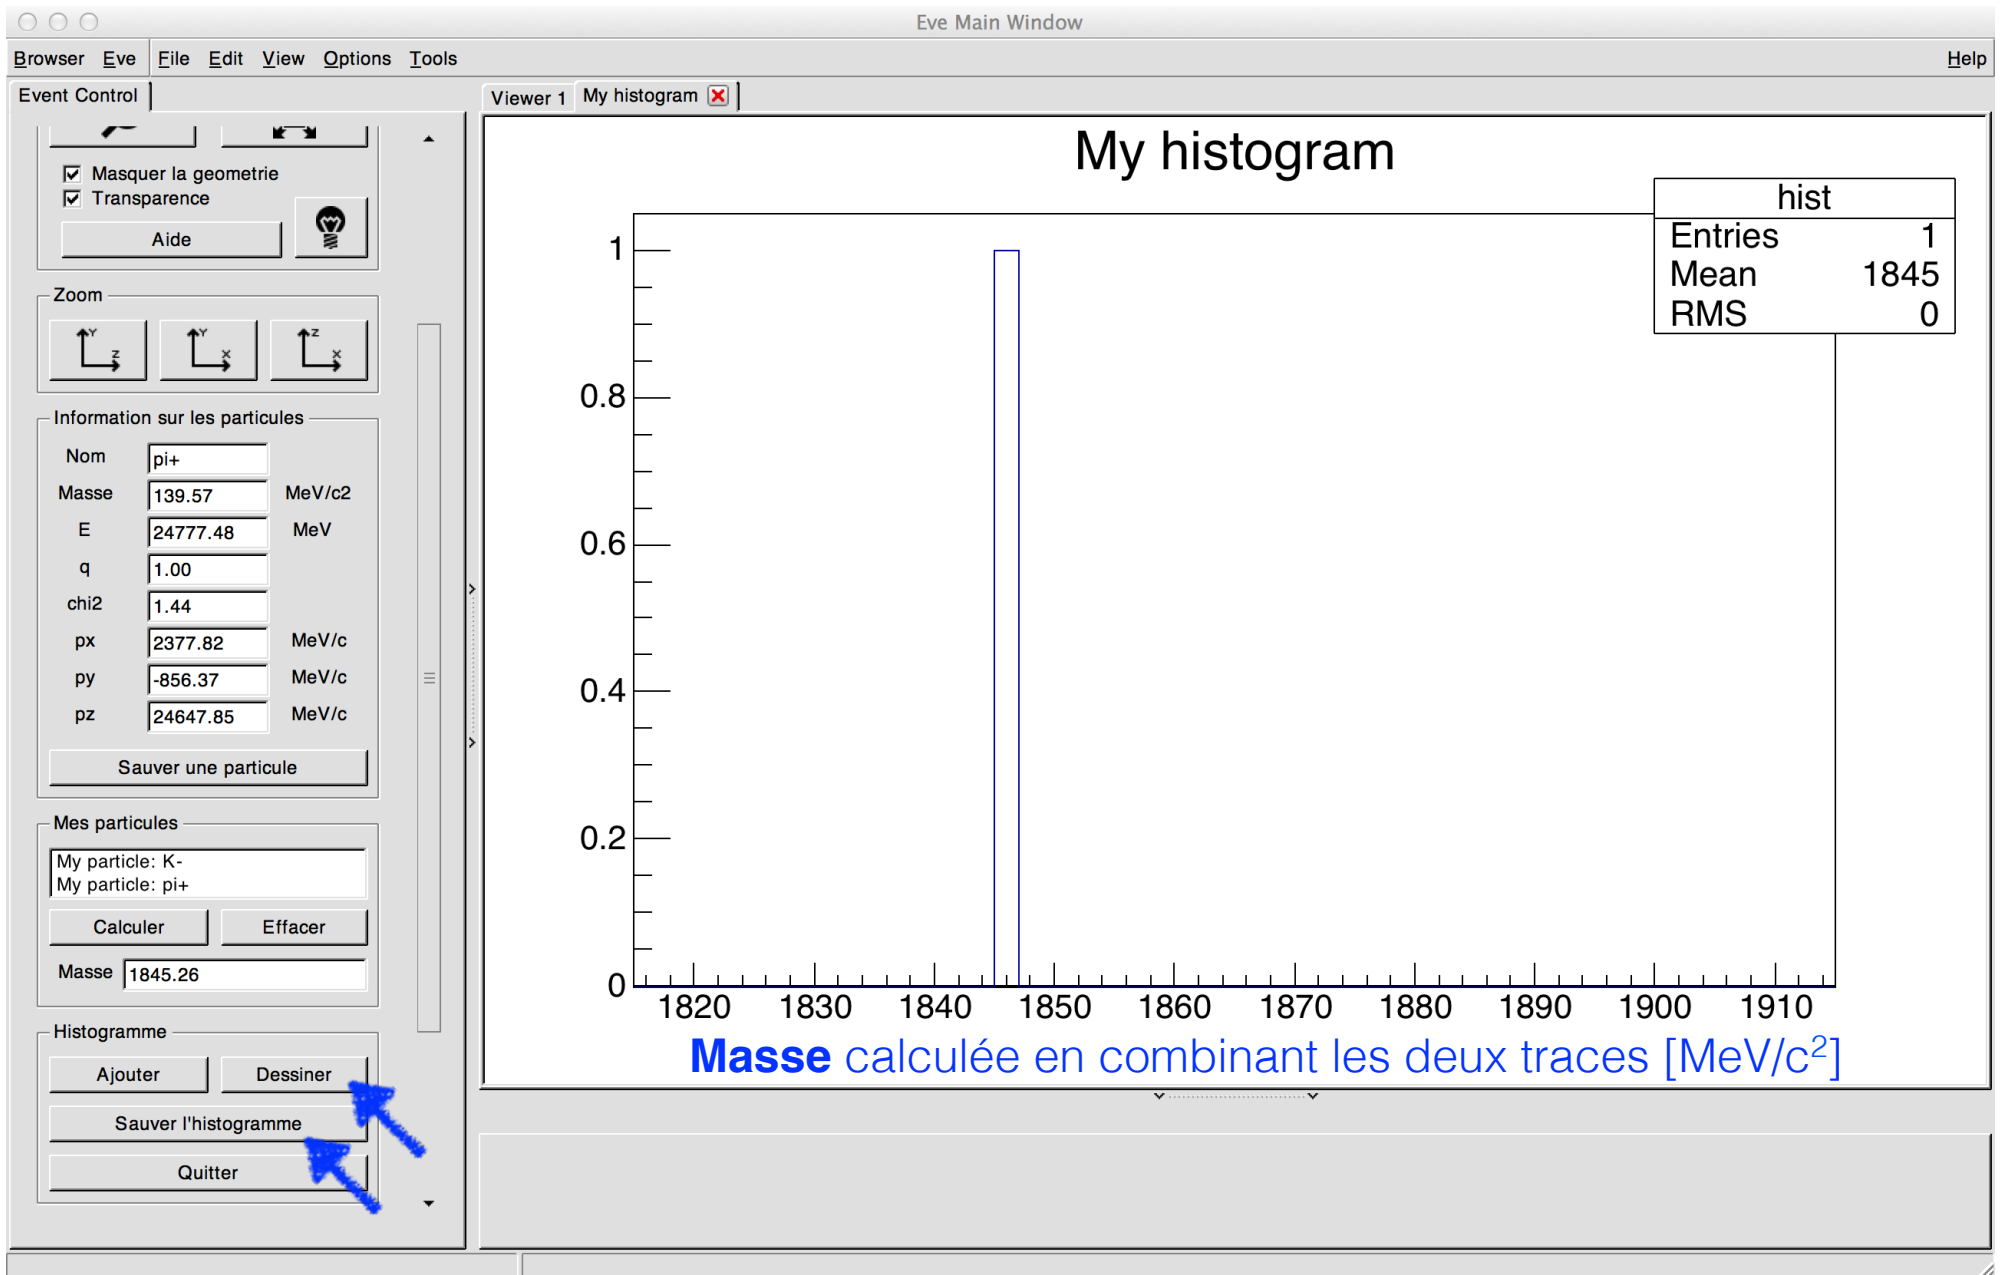 Eve Main Window
Browser Eve File Edit View Options Tools Help
Event Control
Viewer 1 My histogram
Masquer la geometrie
Transparence
Aide
Zoom
Y Z Y X Z X
Information sur les particules
Nom pi+
Masse 139.57 MeV/c2
E 24777.48 MeV
q 1.00
chi2 1.44
px 2377.82 MeV/c
py -856.37 MeV/c
pz 24647.85 MeV/c
Sauver une particule
Mes particules
My particle: K-
My particle: pi+
Calculer Effacer
Masse 1845.26
Histogramme
Ajouter Dessiner
Sauver l'histogramme
Quitter
My histogram
hist
Entries 1
Mean 1845
RMS 0
1
0.8
0.6
0.4
0.2
0
1820 1830 1840 1850 1860 1870 1880 1890 1900 1910
Masse calculée en combinant les deux traces [MeV/c²]